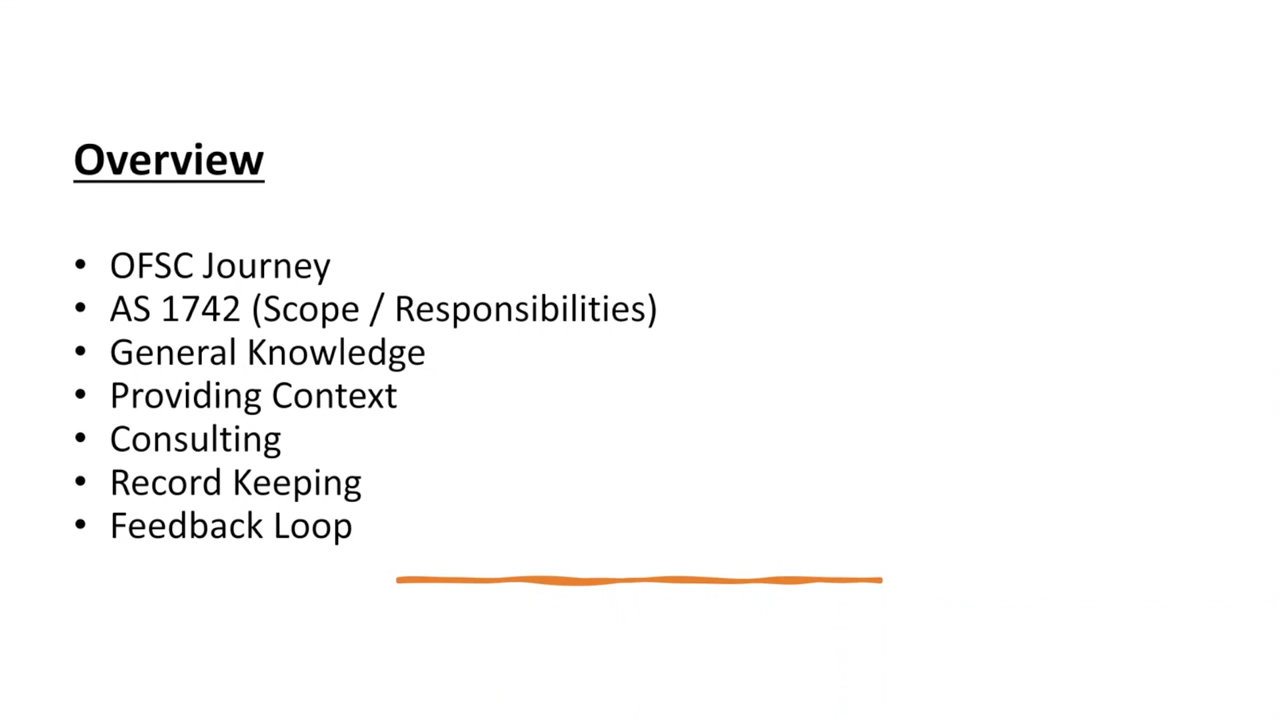 Overview
• OFSC Journey
• AS 1742 (Scope / Responsibilities)
• General Knowledge
• Providing Context
• Consulting
• Record Keeping
• Feedback Loop